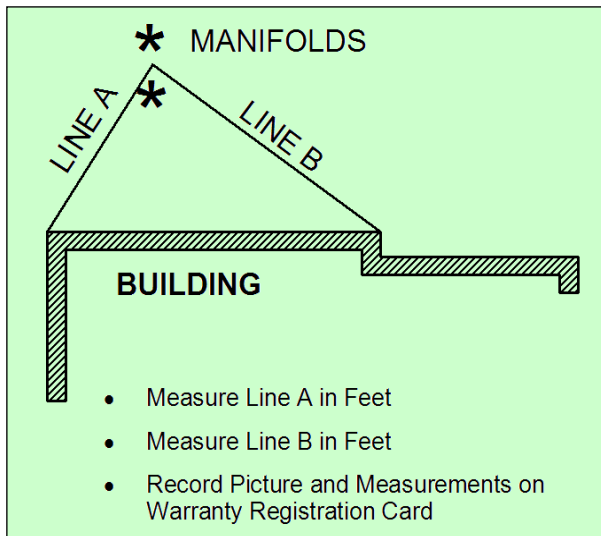 * MANIFOLDS
*
LINE A
LINE B
BUILDING
• Measure Line A in Feet
• Measure Line B in Feet
• Record Picture and Measurements on
Warranty Registration Card